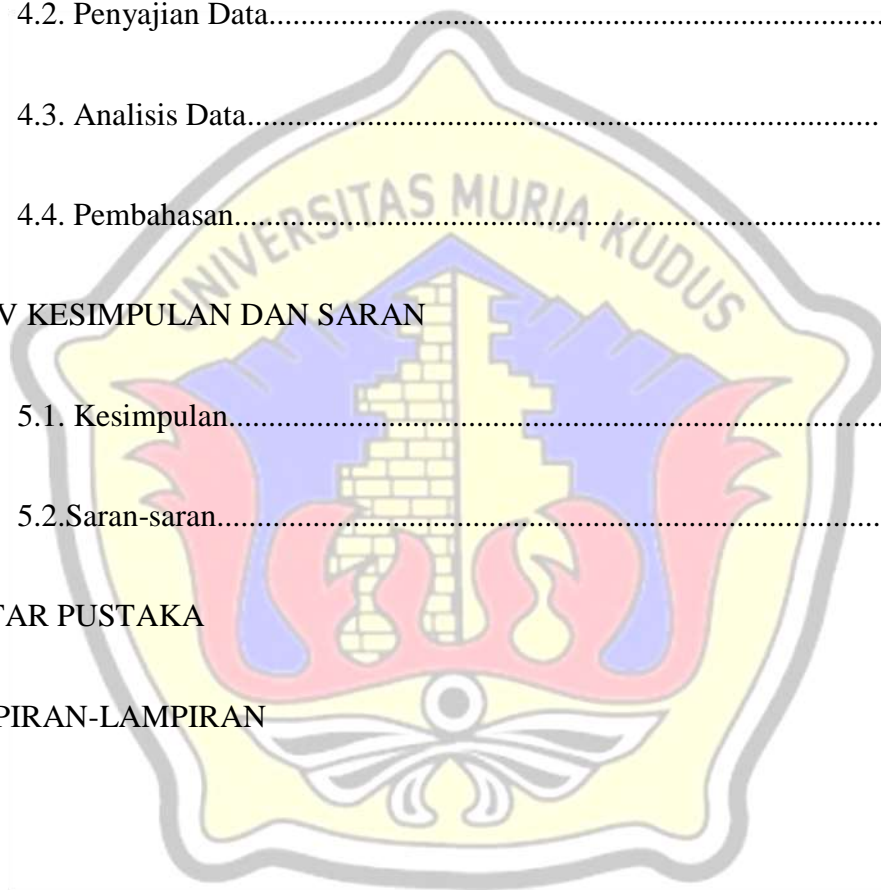 4.2. Penyajian Data....................................................................................
4.3. Analisis Data.......................................................................................
4.4. Pembahasan........................................................................................
UNIVERSITAS MURIA KUDUS
V KESIMPULAN DAN SARAN
5.1. Kesimpulan.........................................................................................
5.2.Saran-saran...........................................................................................
TAR PUSTAKA
PIRAN-LAMPIRAN